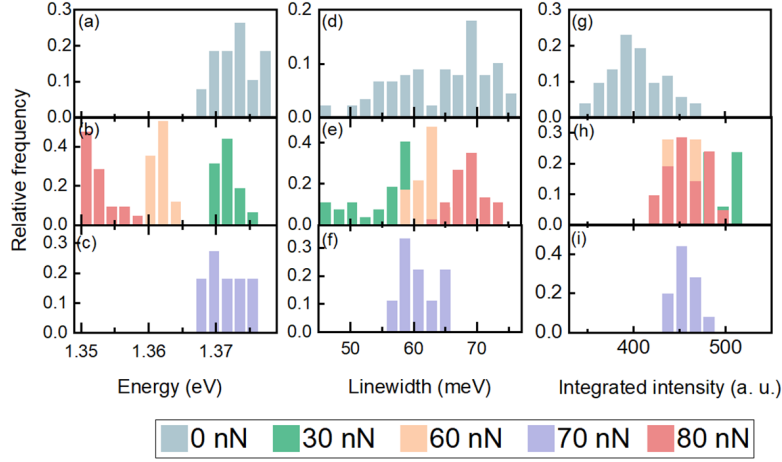 (a) (d) (g)
0.3 0.2 0.3
0.2 0.2
0.1 0.1 0.1
0.0 0.0 0.0
(b) (e) (h)
0.4 0.4 0.3
0.2 0.2 0.2
0.1
0.0 0.0 0.0
(c) (f) (i)
0.3 0.3 0.4
0.2 0.2
0.1 0.1 0.2
0.0 0.0 0.0
Relative frequency
1.35 1.36 1.37 50 60 70 400 500
Energy (eV) Linewidth (meV) Integrated intensity (a. u.)
0 nN 30 nN 60 nN 70 nN 80 nN